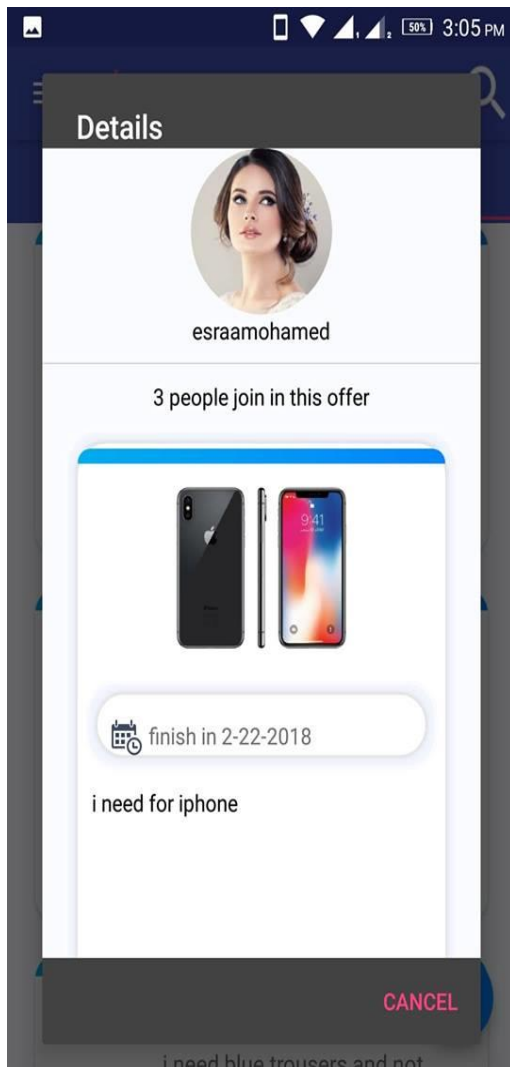 50% 3:05 PM
Details
esraamohamed
3 people join in this offer
9:41
finish in 2-22-2018
i need for iphone
CANCEL
i need blue trousers and not